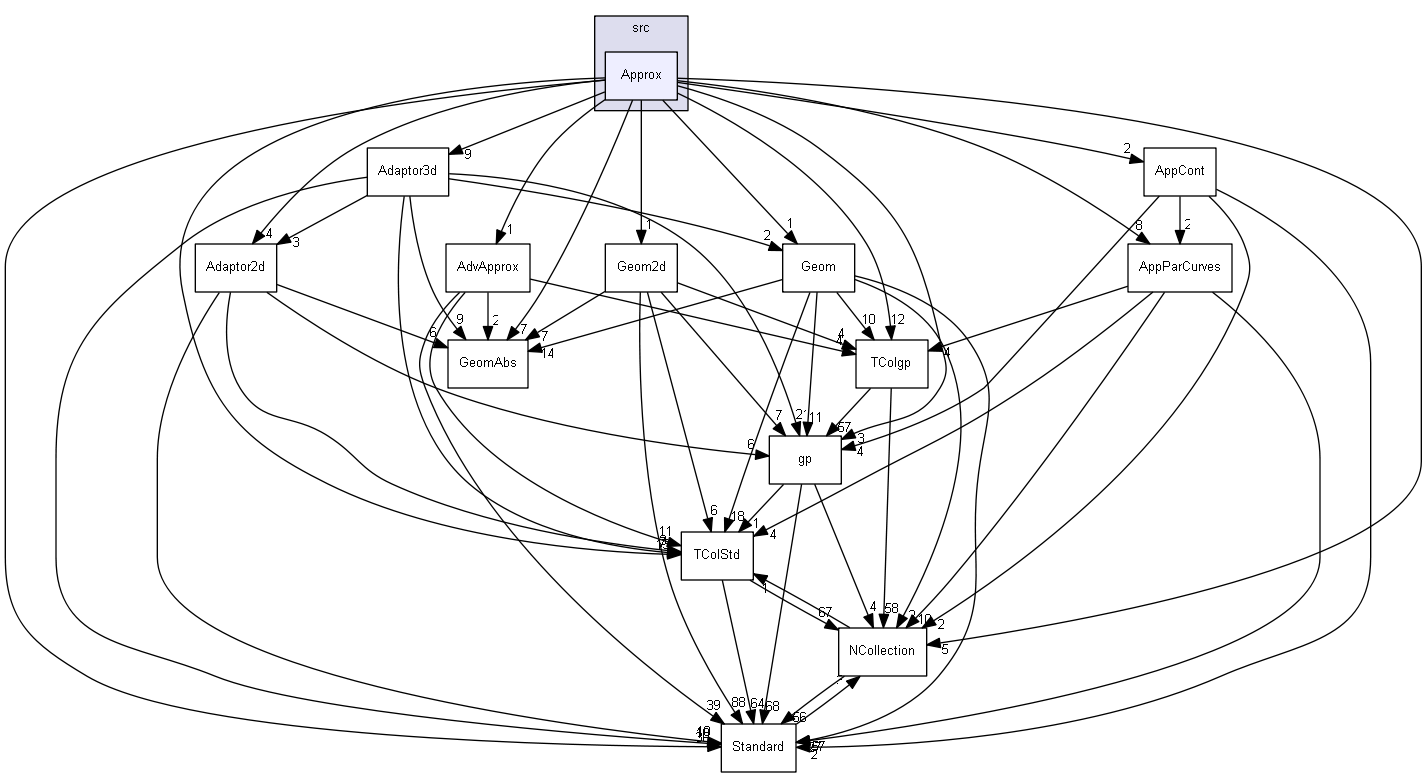 src
Approx
Adaptor3d
9
2
AppCont
4
3
1
1
1
2
8
2
Adaptor2d
AdvApprox
Geom2d
Geom
AppParCurves
6
9
2
7
7
14
4
10
12
4
GeomAbs
TColgp
6
7
11
57
3
4
gp
11
6
18
1
4
TColStd
1
67
4
58
10
2
5
NCollection
39
88
64
68
56
2
Standard